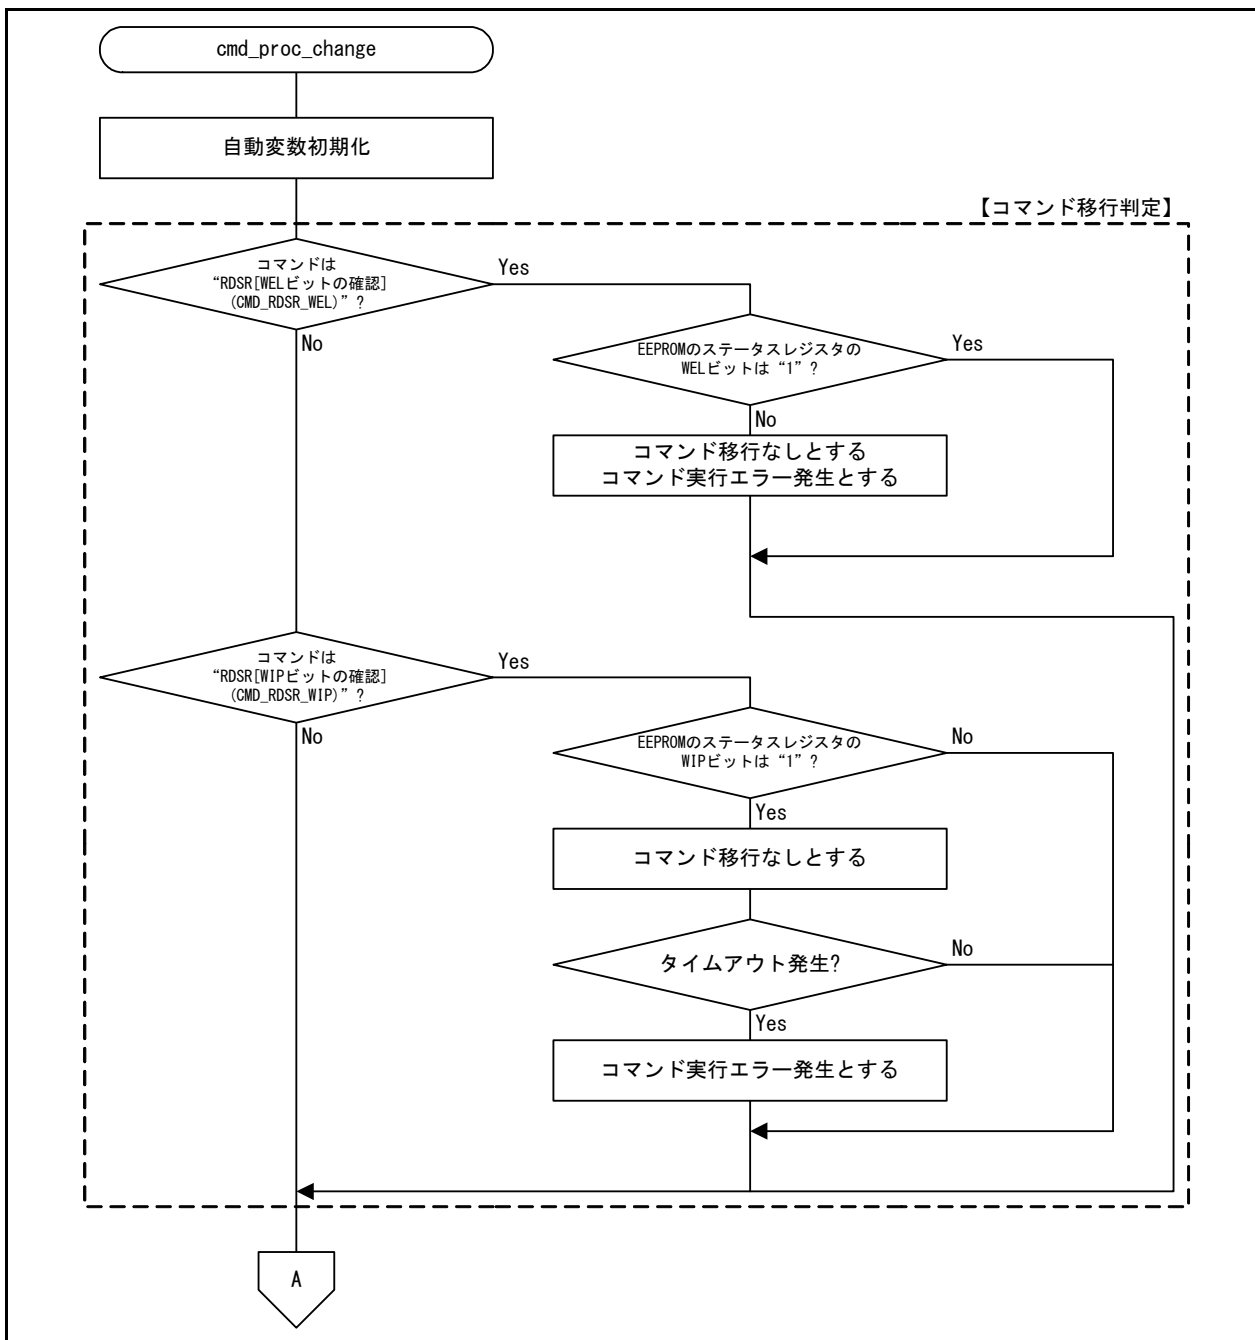 cmd_proc_change
自動変数初期化
【コマンド移行判定】
コマンドは
“RDSR[WELビットの確認]
(CMD_RDSR_WEL)”?
Yes
No
EEPROMのステータスレジスタの
WELビットは“1”?
Yes
No
コマンド移行なしとする
コマンド実行エラー発生とする
コマンドは
“RDSR[WIPビットの確認]
(CMD_RDSR_WIP)”?
Yes
No
EEPROMのステータスレジスタの
WIPビットは“1”?
No
Yes
コマンド移行なしとする
タイムアウト発生?
No
Yes
コマンド実行エラー発生とする
A